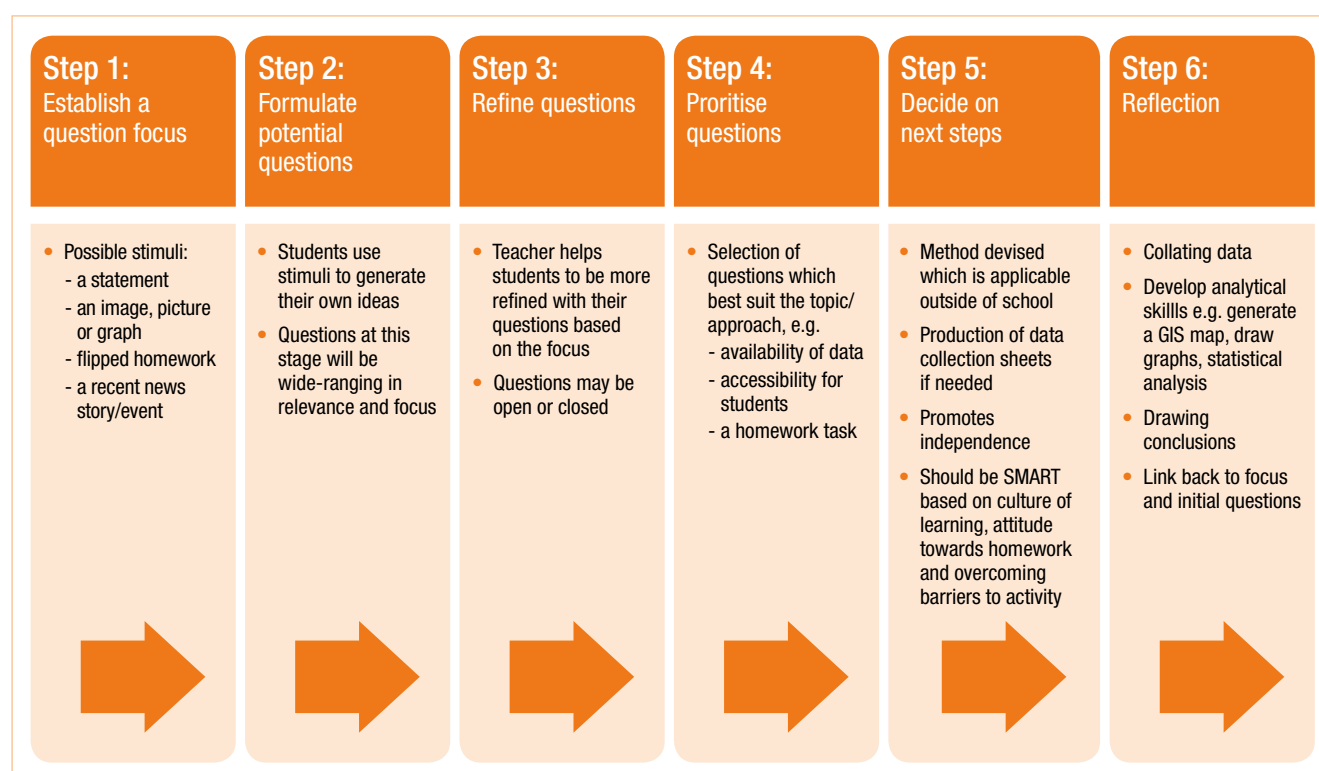 Step 1:
Establish a
question focus
Step 2:
Formulate
potential
questions
Step 3:
Refine questions
Step 4:
Proritise
questions
Step 5:
Decide on
next steps
Step 6:
Reflection
• Possible stimuli:
- a statement
- an image, picture
or graph
- flipped homework
- a recent news
story/event
• Students use
stimuli to generate
their own ideas
• Questions at this
stage will be
wide-ranging in
relevance and focus
• Teacher helps
students to be more
refined with their
questions based
on the focus
• Questions may be
open or closed
• Selection of
questions which
best suit the topic/
approach, e.g.
- availability of data
- accessibility for
students
- a homework task
• Method devised
which is applicable
outside of school
• Production of data
collection sheets
if needed
• Promotes
independence
• Should be SMART
based on culture of
learning, attitude
towards homework
and overcoming
barriers to activity
• Collating data
• Develop analytical
skillls e.g. generate
a GIS map, draw
graphs, statistical
analysis
• Drawing
conclusions
• Link back to focus
and initial questions